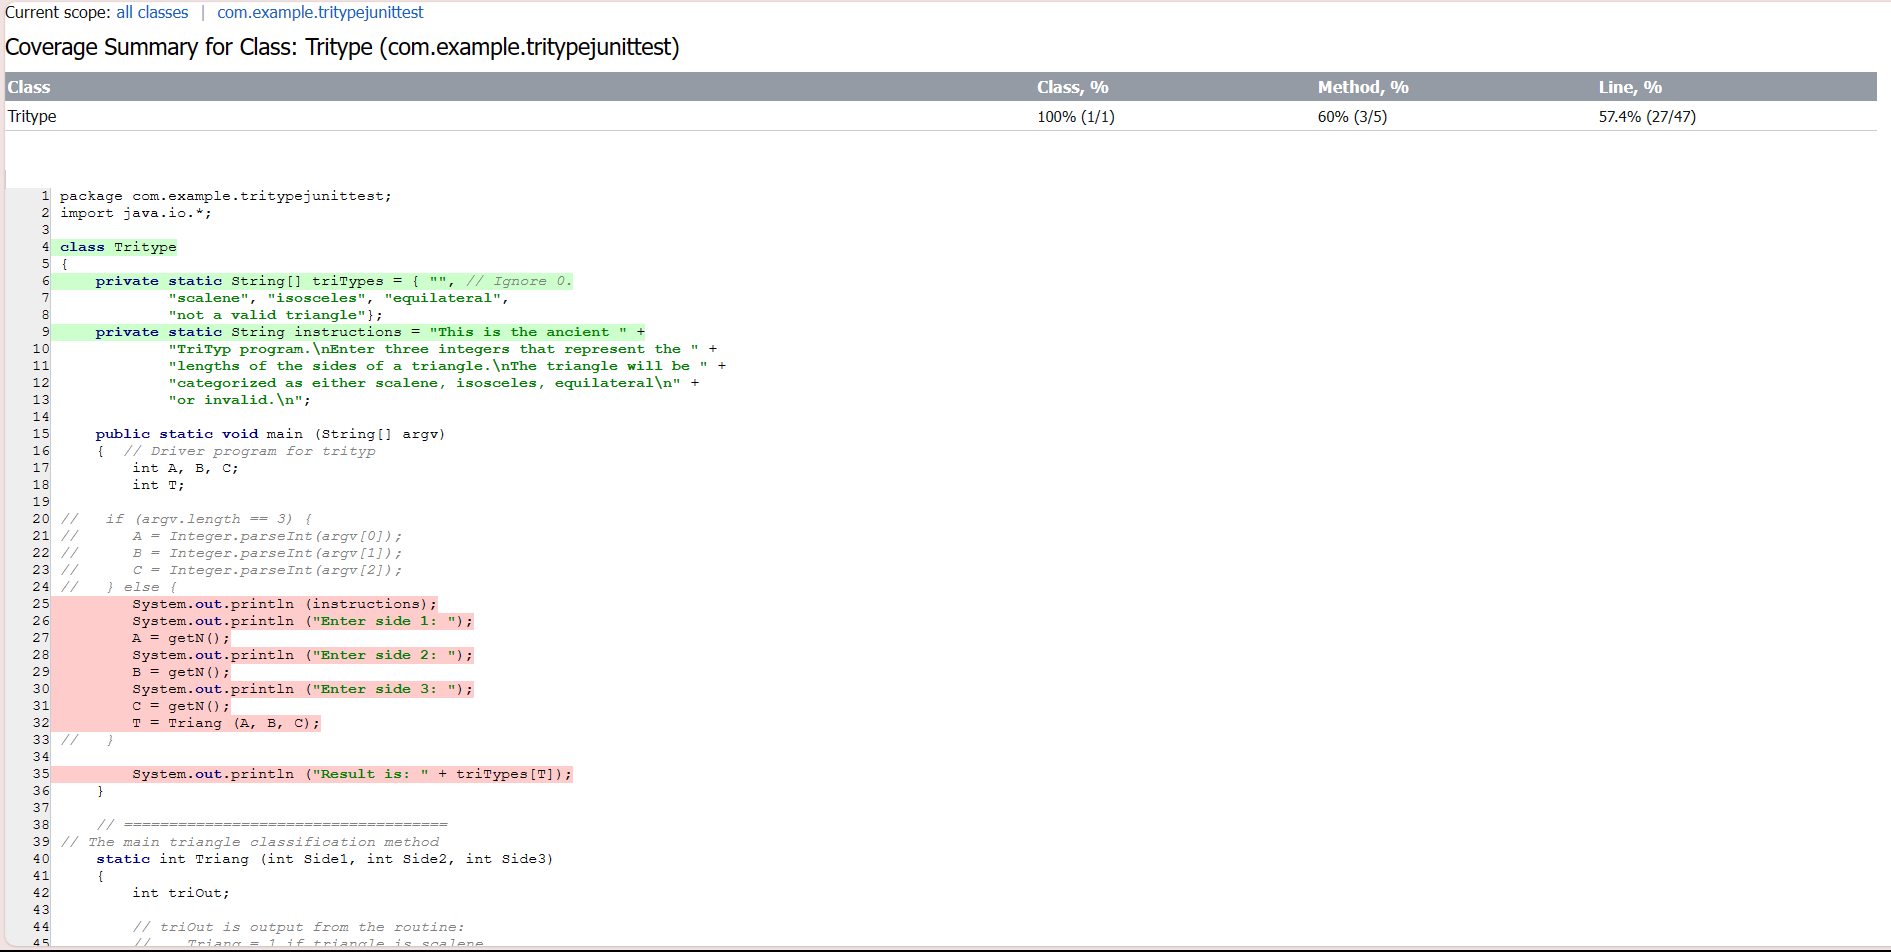 Current scope: all classes | com.example.tritypejunittest
Coverage Summary for Class: Tritype (com.example.tritypejunittest)
Class Class, % Method, % Line, %
Tritype 100% (1/1) 60% (3/5) 57.4% (27/47)
1 package com.example.tritypejunittest;
2 import java.io.*;
3
4 class Tritype
5 {
6 private static String[] triTypes = { "", // Ignore 0.
7 "scalene", "isosceles", "equilateral",
8 "not a valid triangle"};
9 private static String instructions = "This is the ancient " +
10 "TriTyp program.\nEnter three integers that represent the " +
11 "lengths of the sides of a triangle.\nThe triangle will be " +
12 "categorized as either scalene, isosceles, equilateral\n" +
13 "or invalid.\n";
14
15 public static void main (String[] argv)
16 { // Driver program for trityp
17 int A, B, C;
18 int T;
19
20 // if (argv.length == 3) {
21 // A = Integer.parseInt(argv[0]);
22 // B = Integer.parseInt(argv[1]);
23 // C = Integer.parseInt(argv[2]);
24 // } else {
25 System.out.println (instructions);
26 System.out.println ("Enter side 1: ");
27 A = getN();
28 System.out.println ("Enter side 2: ");
29 B = getN();
30 System.out.println ("Enter side 3: ");
31 C = getN();
32 T = Triang (A, B, C);
33 // }
34
35 System.out.println ("Result is: " + triTypes[T]);
36 }
37
38 // ====================================
39 // The main triangle classification method
40 static int Triang (int Side1, int Side2, int Side3)
41 {
42 int triOut;
43
44 // triOut is output from the routine:
45 // Triang = 1 if triangle is scalene